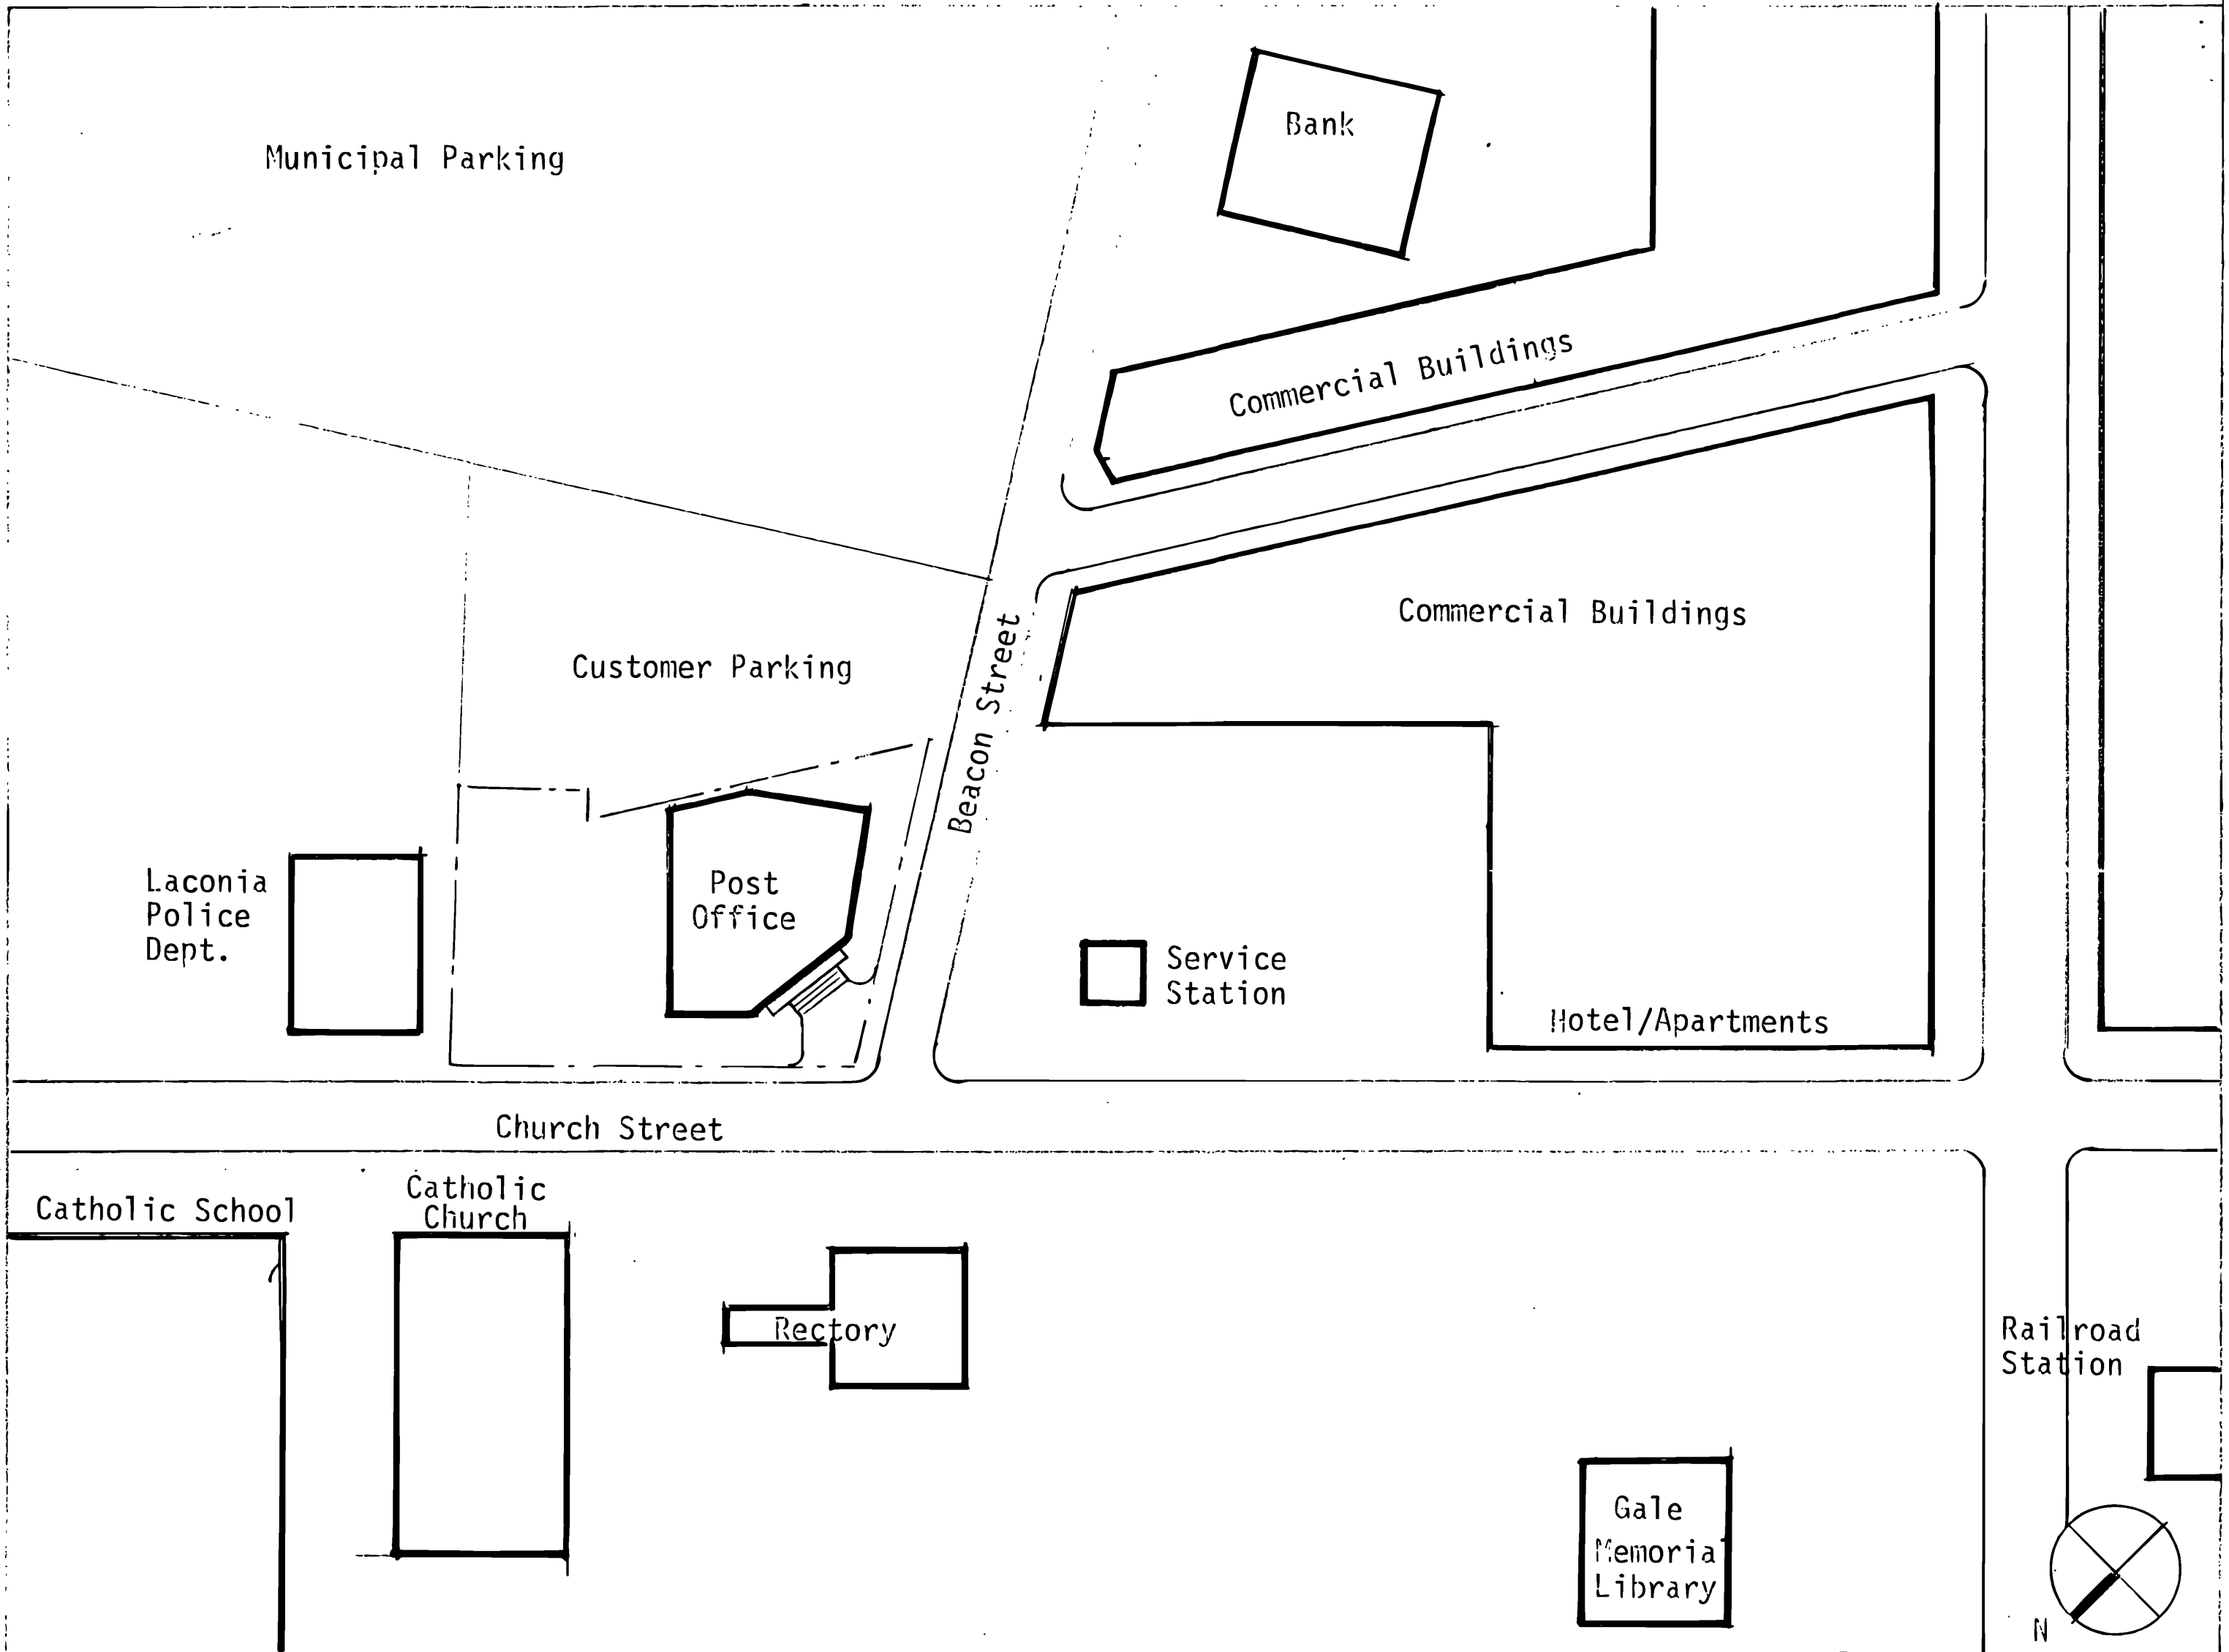 Bank
Municipal Parking
Commercial Buildings
Commercial Buildings
Customer Parking
Beacon Street
Laconia
Police
Dept.
Post
Office
Service
Station
Hotel/Apartments
Church Street
Catholic School
Catholic
Church
Rectory
Railroad
Station
Gale
Memorial
Library
N